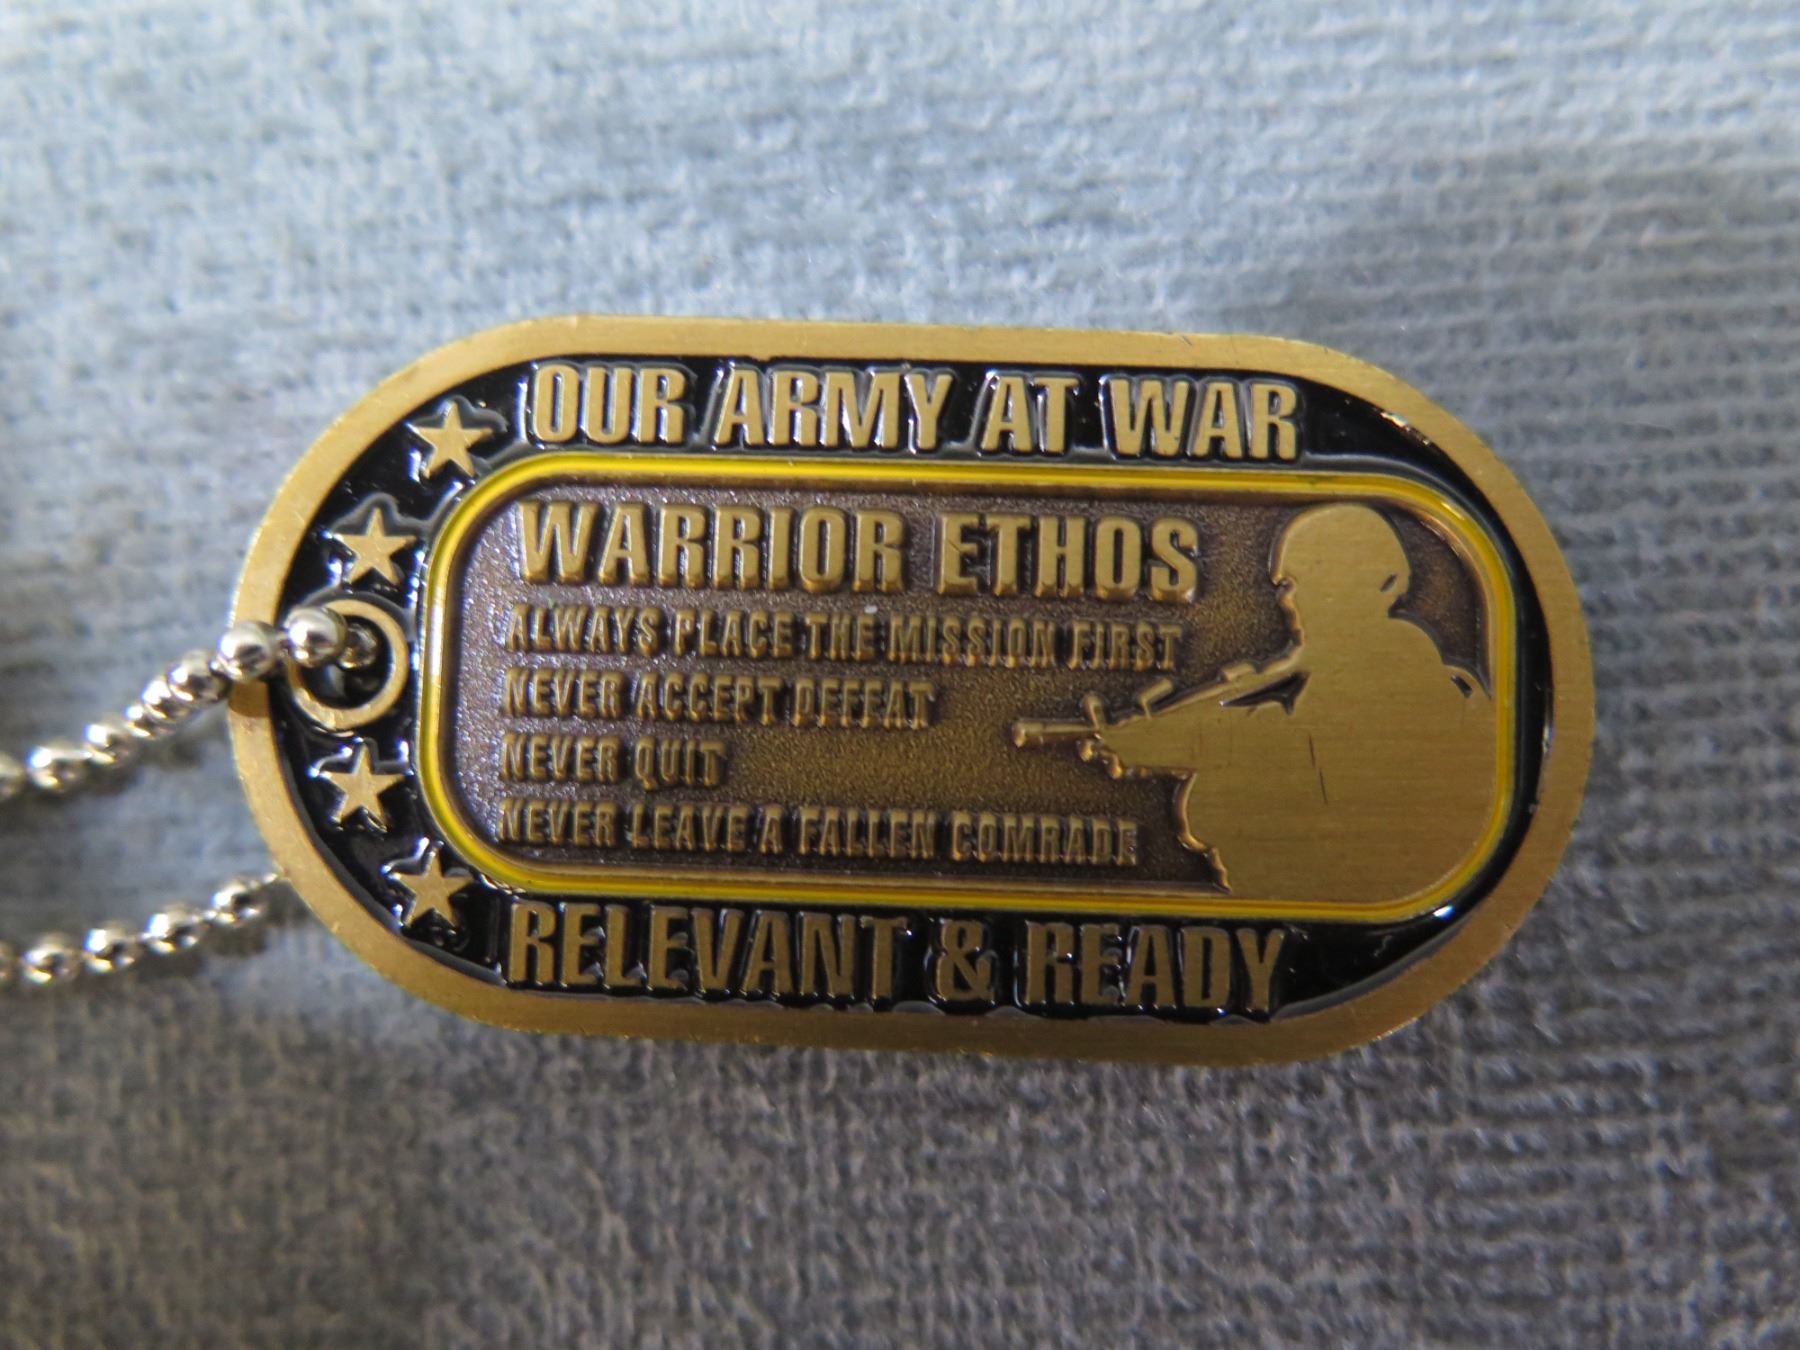 OUR ARMY AT WAR
WARRIOR ETHOS
ALWAYS PLACE THE MISSION FIRST
NEVER ACCEPT DEFEAT
NEVER QUIT
NEVER LEAVE A FALLEN COMRADE
RELEVANT & READY